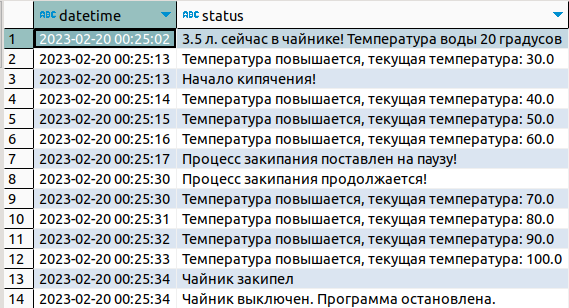 ABC datetime ABC status
1 2023-02-20 00:25:02 3.5 л. сейчас в чайнике! Температура воды 20 градусов
2 2023-02-20 00:25:13 Температура повышается, текущая температура: 30.0
3 2023-02-20 00:25:13 Начало кипячения!
4 2023-02-20 00:25:14 Температура повышается, текущая температура: 40.0
5 2023-02-20 00:25:15 Температура повышается, текущая температура: 50.0
6 2023-02-20 00:25:16 Температура повышается, текущая температура: 60.0
7 2023-02-20 00:25:17 Процесс закипания поставлен на паузу!
8 2023-02-20 00:25:30 Процесс закипания продолжается!
9 2023-02-20 00:25:30 Температура повышается, текущая температура: 70.0
10 2023-02-20 00:25:31 Температура повышается, текущая температура: 80.0
11 2023-02-20 00:25:32 Температура повышается, текущая температура: 90.0
12 2023-02-20 00:25:33 Температура повышается, текущая температура: 100.0
13 2023-02-20 00:25:34 Чайник закипел
14 2023-02-20 00:25:34 Чайник выключен. Программа остановлена.